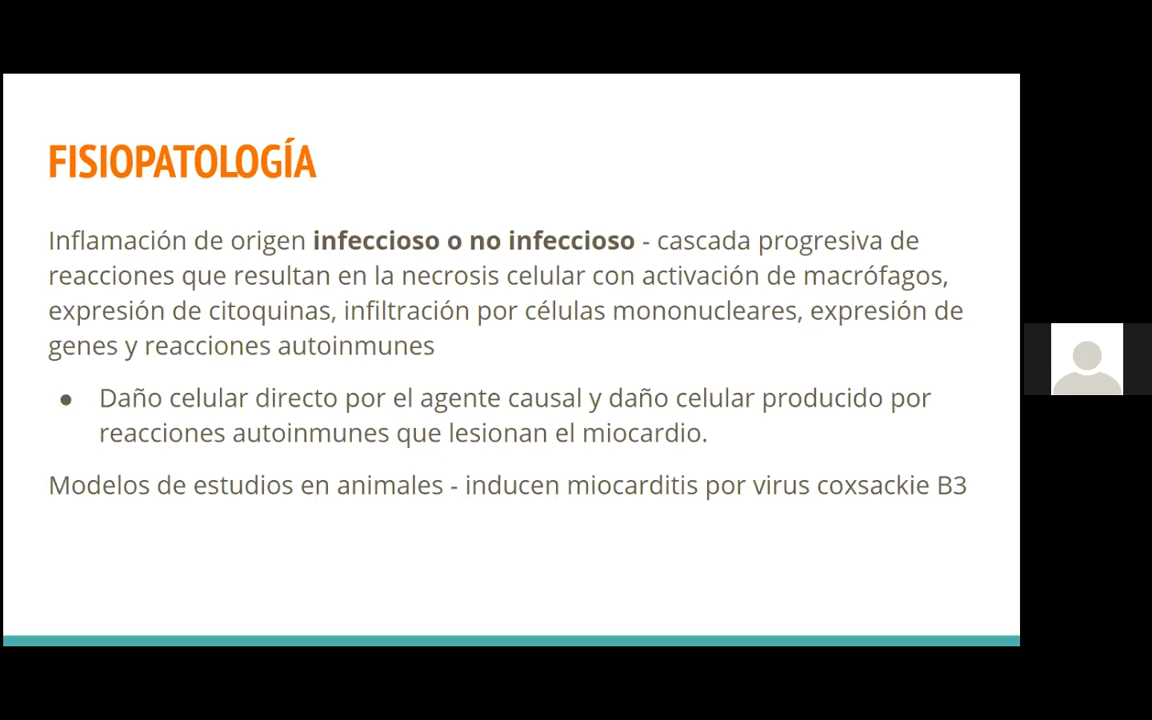 FISIOPATOLOGÍA
Inflamación de origen infeccioso o no infeccioso - cascada progresiva de
reacciones que resultan en la necrosis celular con activación de macrófagos,
expresión de citoquinas, infiltración por células mononucleares, expresión de
genes y reacciones autoinmunes
● Daño celular directo por el agente causal y daño celular producido por
reacciones autoinmunes que lesionan el miocardio.
Modelos de estudios en animales - inducen miocarditis por virus coxsackie B3